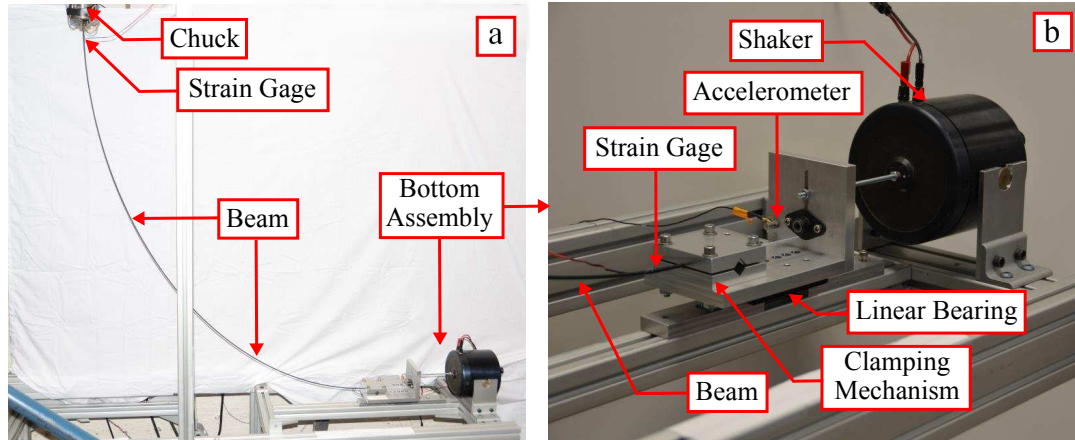 a
Chuck
Strain Gage
Beam
Bottom
Assembly
b
Shaker
Accelerometer
Strain Gage
Linear Bearing
Clamping
Mechanism
Beam